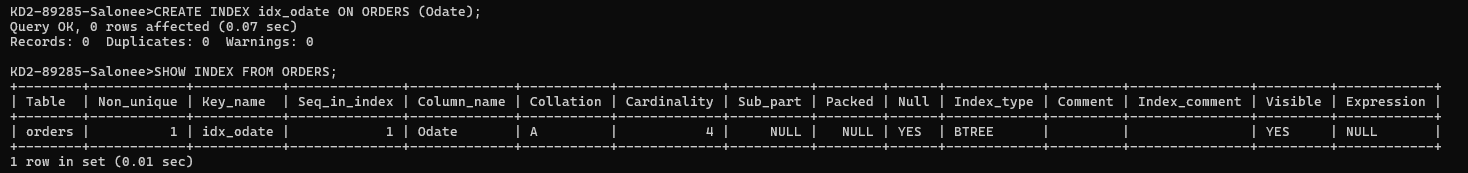 KD2-89285-Salonee>CREATE INDEX idx_odate ON ORDERS (Odate);
Query OK, 0 rows affected (0.07 sec)
Records: 0  Duplicates: 0  Warnings: 0

KD2-89285-Salonee>SHOW INDEX FROM ORDERS;
+--------+------------+-----------+--------------+-------------+-----------+-------------+----------+--------+------+------------+---------+---------------+---------+------------+
| Table  | Non_unique | Key_name  | Seq_in_index | Column_name | Collation | Cardinality | Sub_part | Packed | Null | Index_type | Comment | Index_comment | Visible | Expression |
+--------+------------+-----------+--------------+-------------+-----------+-------------+----------+--------+------+------------+---------+---------------+---------+------------+
| orders |          1 | idx_odate |            1 | Odate       | A         |           4 |     NULL |   NULL | YES  | BTREE      |         |               | YES     | NULL       |
+--------+------------+-----------+--------------+-------------+-----------+-------------+----------+--------+------+------------+---------+---------------+---------+------------+
1 row in set (0.01 sec)